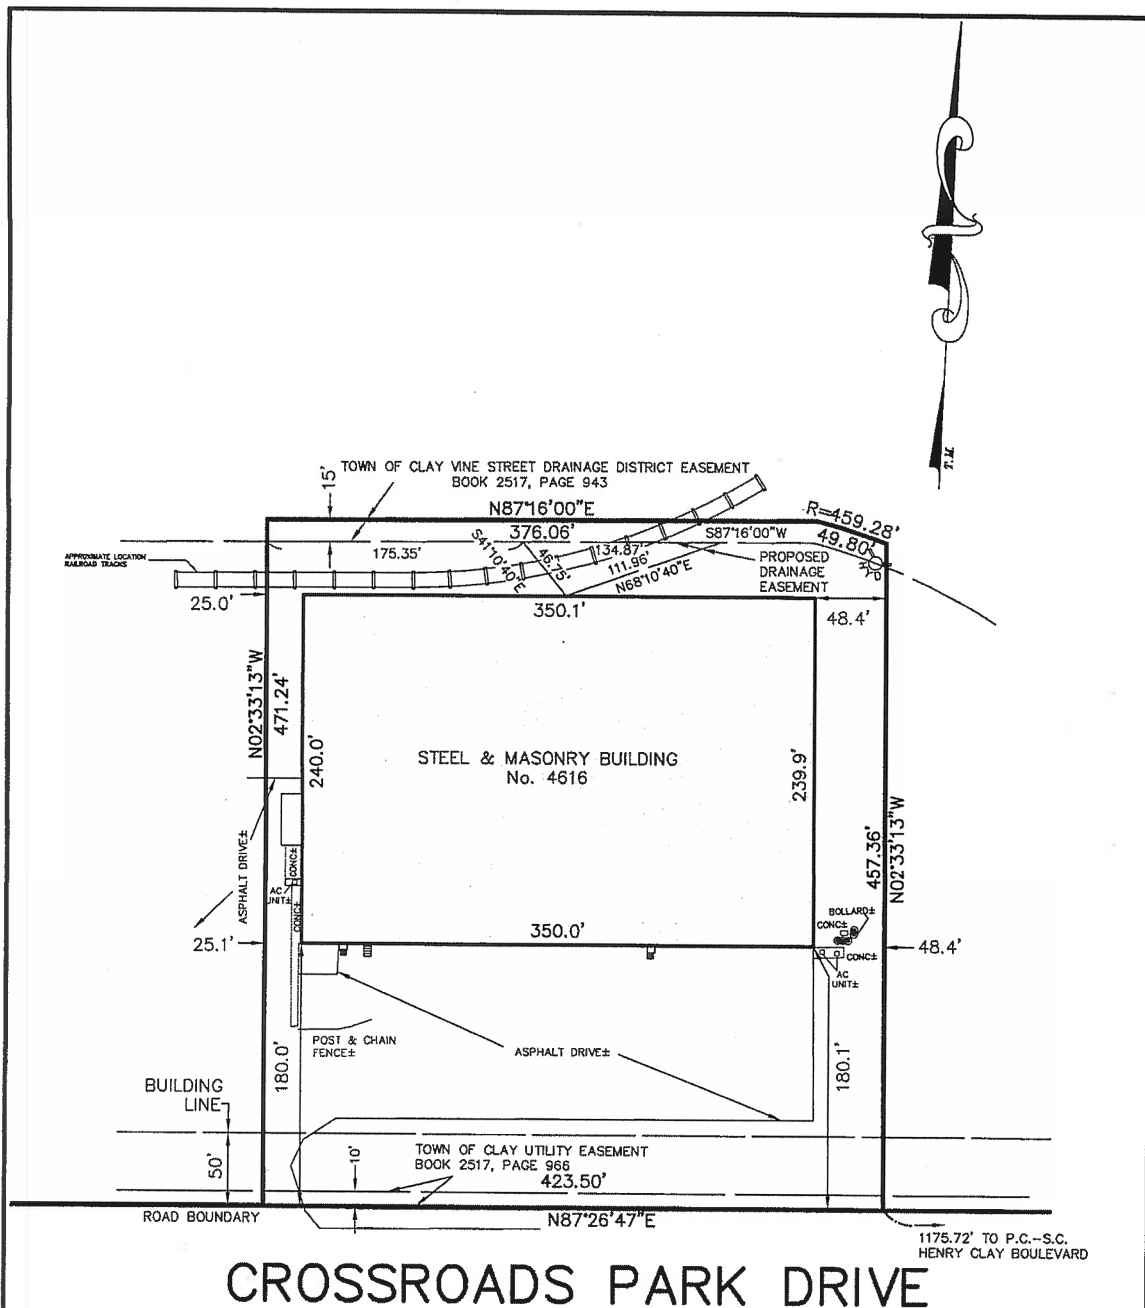 T.M.
TOWN OF CLAY VINE STREET DRAINAGE DISTRICT EASEMENT
BOOK 2517, PAGE 943
15'
N87°16'00"E
376.06'
R=459.28'
49.80'
S87°16'00"W
175.35'
S41°10'40"E
46.75'
134.87'
111.96'
N68°10'40"E
PROPOSED
DRAINAGE
EASEMENT
HYD
APPROXIMATE LOCATION
RAILROAD TRACKS
25.0'
350.1'
48.4'
N02°33'13"W
471.24'
240.0'
STEEL & MASONRY BUILDING
No. 4616
239.9'
457.36'
N02°33'13"W
ASPHALT DRIVE±
CONC±
AC
UNIT±
CONC±
25.1'
350.0'
BOLLARD±
CONC±
CONC±
AC
UNIT±
48.4'
POST & CHAIN
FENCE±
ASPHALT DRIVE±
180.0'
180.1'
BUILDING
LINE
50'
10'
TOWN OF CLAY UTILITY EASEMENT
BOOK 2517, PAGE 966
423.50'
ROAD BOUNDARY
N87°26'47"E
1175.72' TO P.C.-S.C.
HENRY CLAY BOULEVARD
CROSSROADS PARK DRIVE